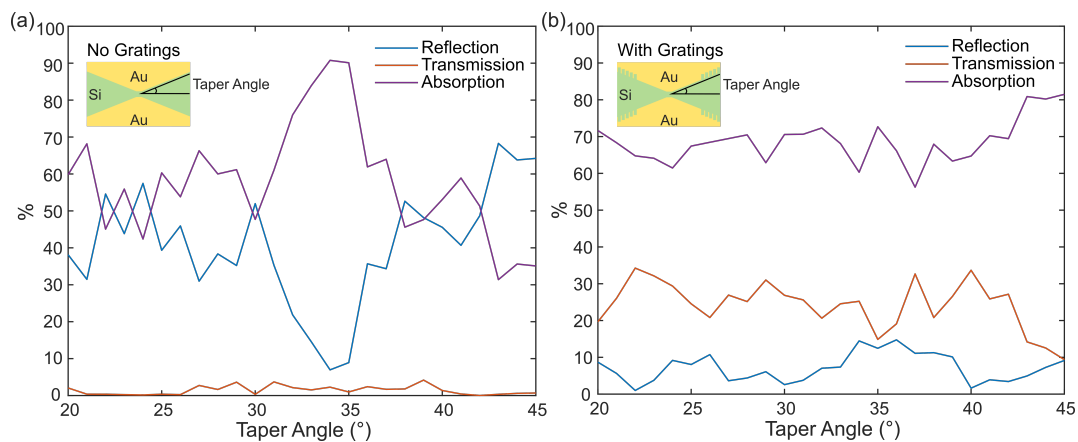 (a)
100
90
80
70
60
50
40
30
20
10
0
%
No Gratings
Au
Si
Taper Angle
Au
Reflection
Transmission
Absorption
20 25 30 35 40 45
Taper Angle (°)
(b)
100
90
80
70
60
50
40
30
20
10
0
%
With Gratings
Au
Si
Taper Angle
Au
Reflection
Transmission
Absorption
20 25 30 35 40 45
Taper Angle (°)